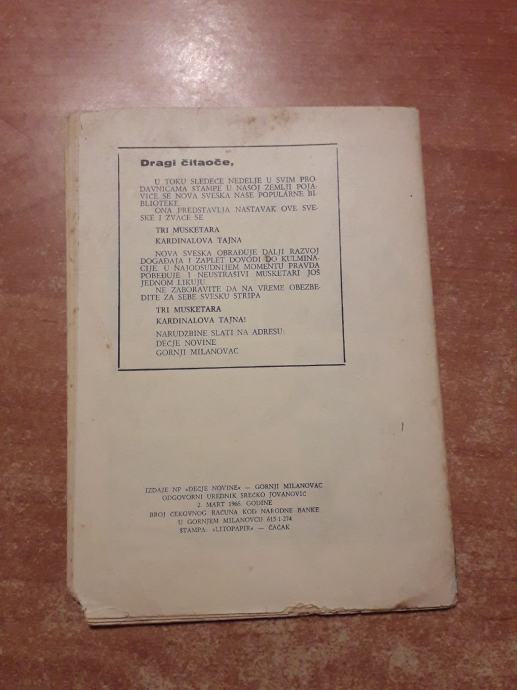 Dragi čitaoče,
U TOKU SLEDEĆE NEDELJE U SVIM PRO-
DAVNICAMA ŠTAMPE U NAŠOJ ZEMLJI POJA-
VIĆE SE NOVA SVESKA NAŠE POPULARNE BI-
BLIOTEKE.
ONA PREDSTAVLJA NASTAVAK OVE SVE-
SKE I ZVAĆE SE
TRI MUSKETARA
KARDINALOVA TAJNA
NOVA SVESKA OBRAĐUJE DALJI RAZVOJ
DOGAĐAJA I ZAPLET DOVODI DO KULMINA-
CIJE. U NAJODSUDNIJEM MOMENTU PRAVDA
POBEĐUJE I NEUSTRAŠIVI MUSKETARI JOŠ
JEDNOM LIKUJU.
NE ZABORAVITE DA NA VREME OBEZBE-
DITE ZA SEBE SVESKU STRIPA
TRI MUSKETARA
KARDINALOVA TAJNA!
NARUDŽBINE SLATI NA ADRESU:
DEČJE NOVINE
GORNJI MILANOVAC
IZDAJE NP »DEČJE NOVINE« — GORNJI MILANOVAC
ODGOVORNI UREDNIK SREĆKO JOVANOVIĆ
2. MART 1966. GODINE
BROJ ČEKOVNOG RAČUNA KOD NARODNE BANKE
U GORNJEM MILANOVCU 615-1-274
ŠTAMPA: »LITOPAPIR« — ČAČAK